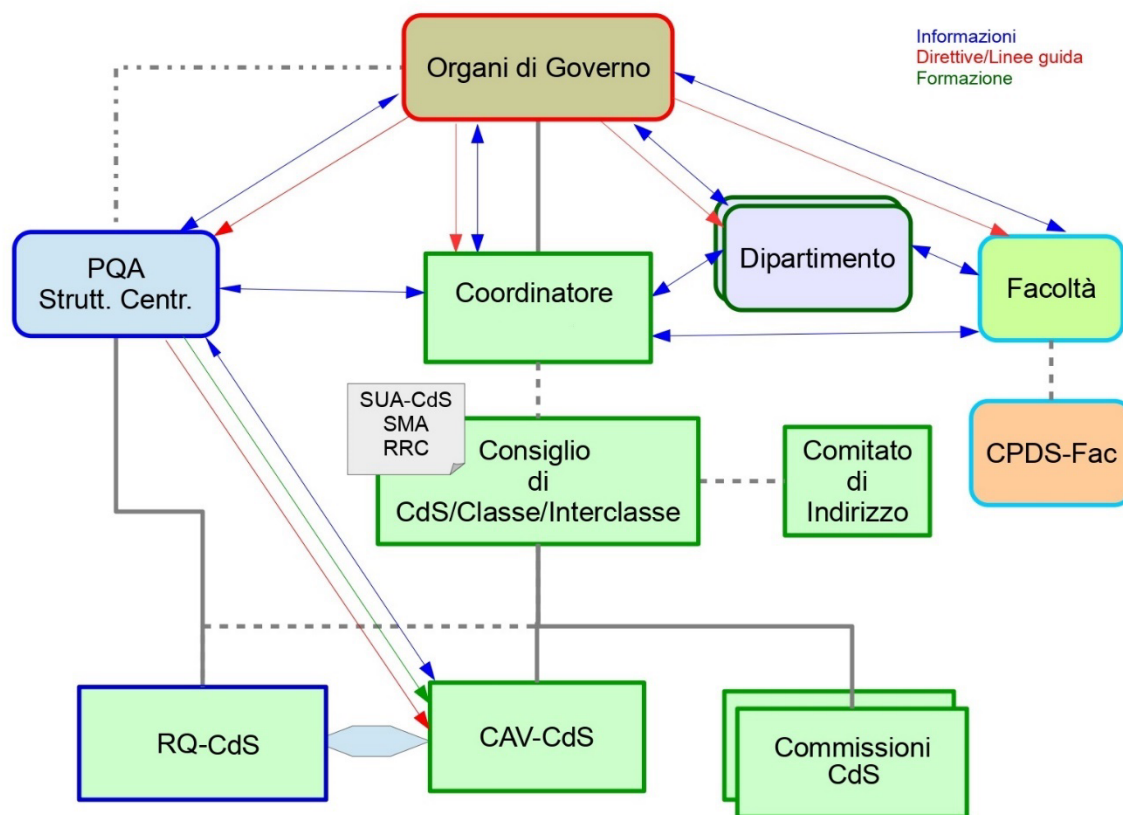 Organi di Governo
Informazioni
Direttive/Linee guida
Formazione
PQA
Strutt. Centr.
Coordinatore
Dipartimento
Facoltà
SUA-CdS
SMA
RRC
Consiglio
di
CdS/Classe/Interclasse
Comitato
di
Indirizzo
CPDS-Fac
RQ-CdS
CAV-CdS
Commissioni
CdS